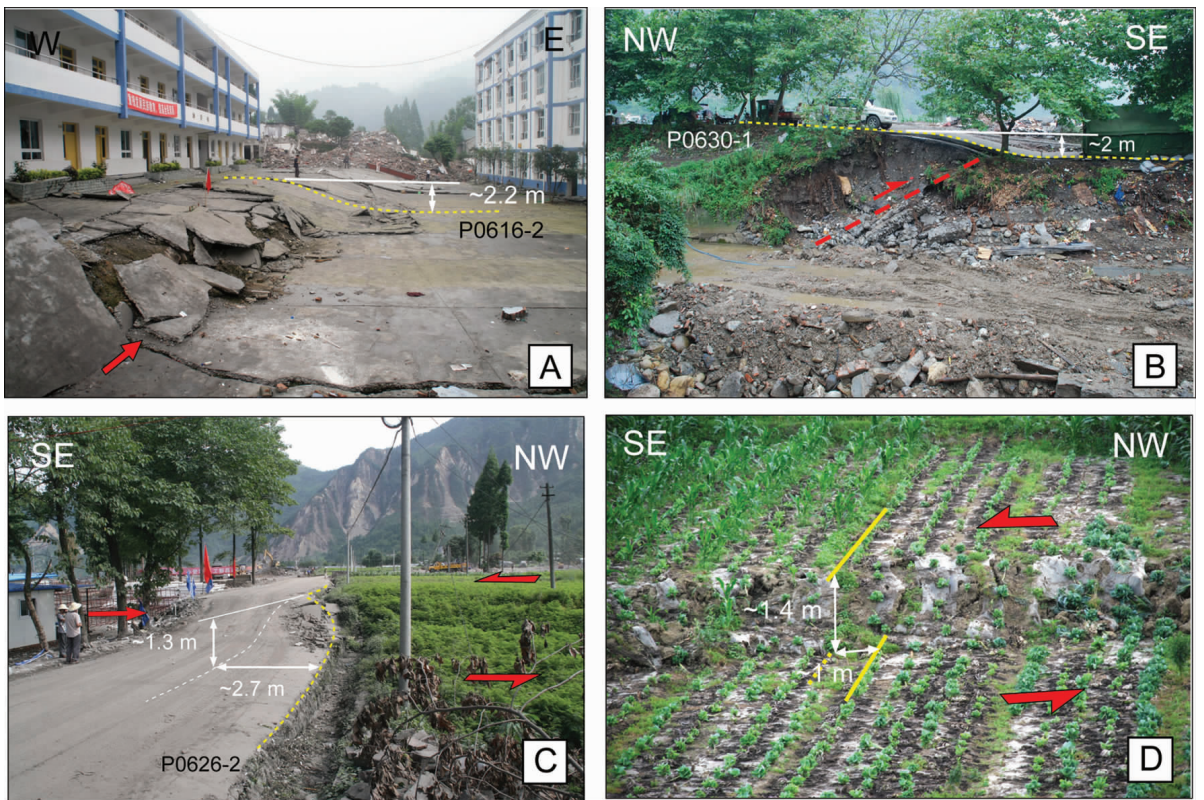 W
E
~2.2 m
P0616-2
A
NW
SE
P0630-1
~2 m
B
SE
NW
~1.3 m
~2.7 m
P0626-2
C
SE
NW
~1.4 m
~1 m
D